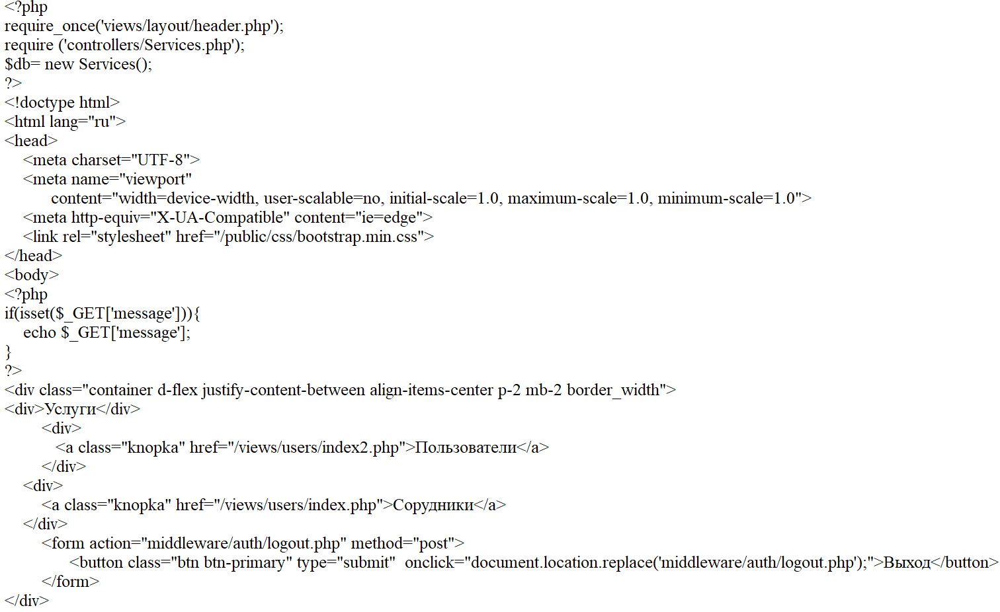 <?php
require_once('views/layout/header.php');
require ('controllers/Services.php');
$db= new Services();
?>
<!doctype html>
<html lang="ru">
<head>
    <meta charset="UTF-8">
    <meta name="viewport"
          content="width=device-width, user-scalable=no, initial-scale=1.0, maximum-scale=1.0, minimum-scale=1.0">
    <meta http-equiv="X-UA-Compatible" content="ie=edge">
    <link rel="stylesheet" href="/public/css/bootstrap.min.css">
</head>
<body>
<?php
if(isset($_GET['message'])){
    echo $_GET['message'];
}
?>
<div class="container d-flex justify-content-between align-items-center p-2 mb-2 border_width">
<div>Услуги</div>
        <div>
           <a class="knopka" href="/views/users/index2.php">Пользователи</a>
        </div>
    <div>
        <a class="knopka" href="/views/users/index.php">Сорудники</a>
    </div>
        <form action="middleware/auth/logout.php" method="post">
              <button class="btn btn-primary" type="submit"  onclick="document.location.replace('middleware/auth/logout.php');">Выход</button>
        </form>
</div>